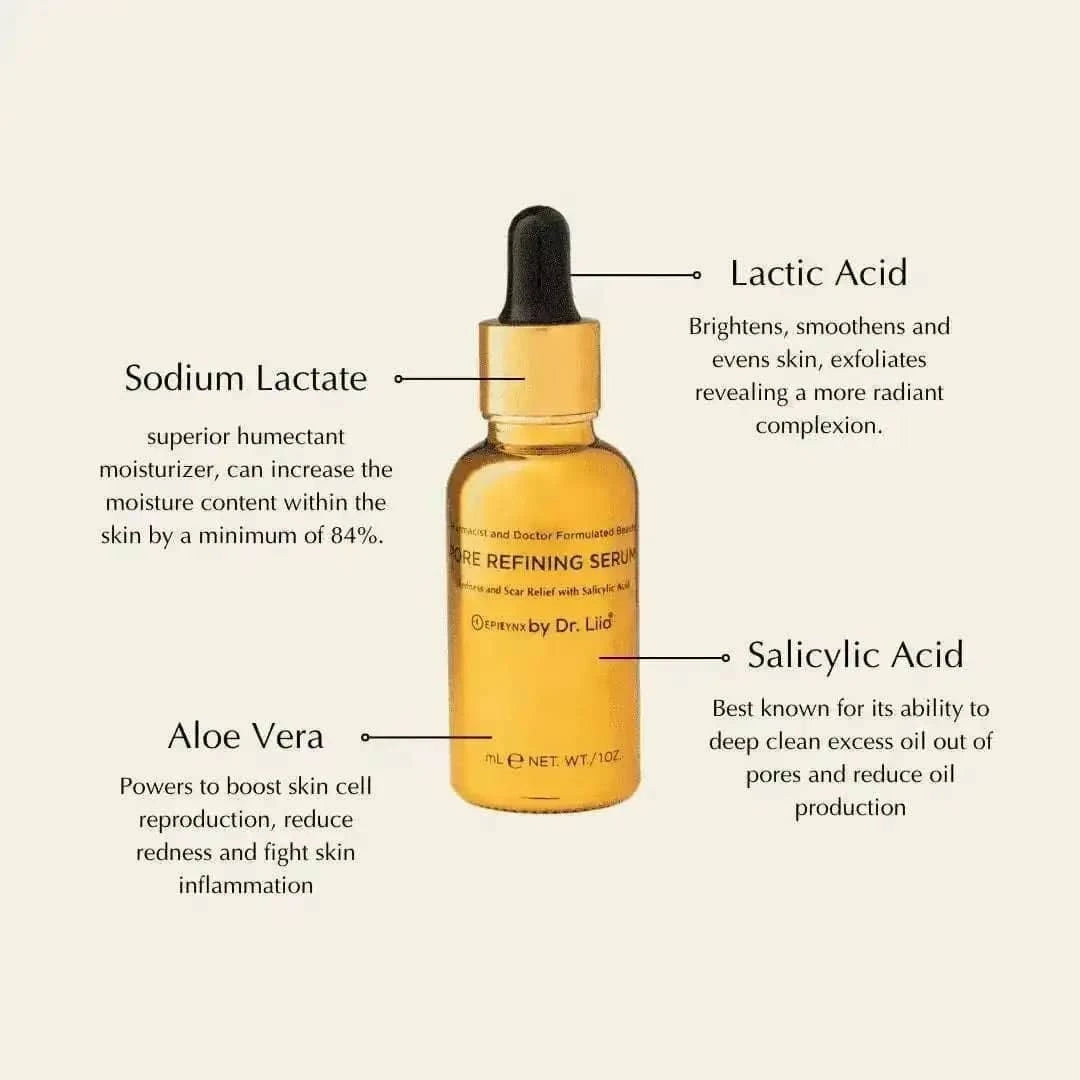 Lactic Acid
Brightens, smoothens and
evens skin, exfoliates
revealing a more radiant
complexion.
Sodium Lactate
superior humectant
moisturizer, can increase the
moisture content within the
skin by a minimum of 84%.
and Doctor Formulated
PORE REFINING SERUM
and Scar Relief with Salicylic Acid
EPILYNX by Dr. Liia®
Salicylic Acid
Best known for its ability to
deep clean excess oil out of
pores and reduce oil
production
Aloe Vera
Powers to boost skin cell
reproduction, reduce
redness and fight skin
inflammation
mL ℮ NET. WT./1OZ.